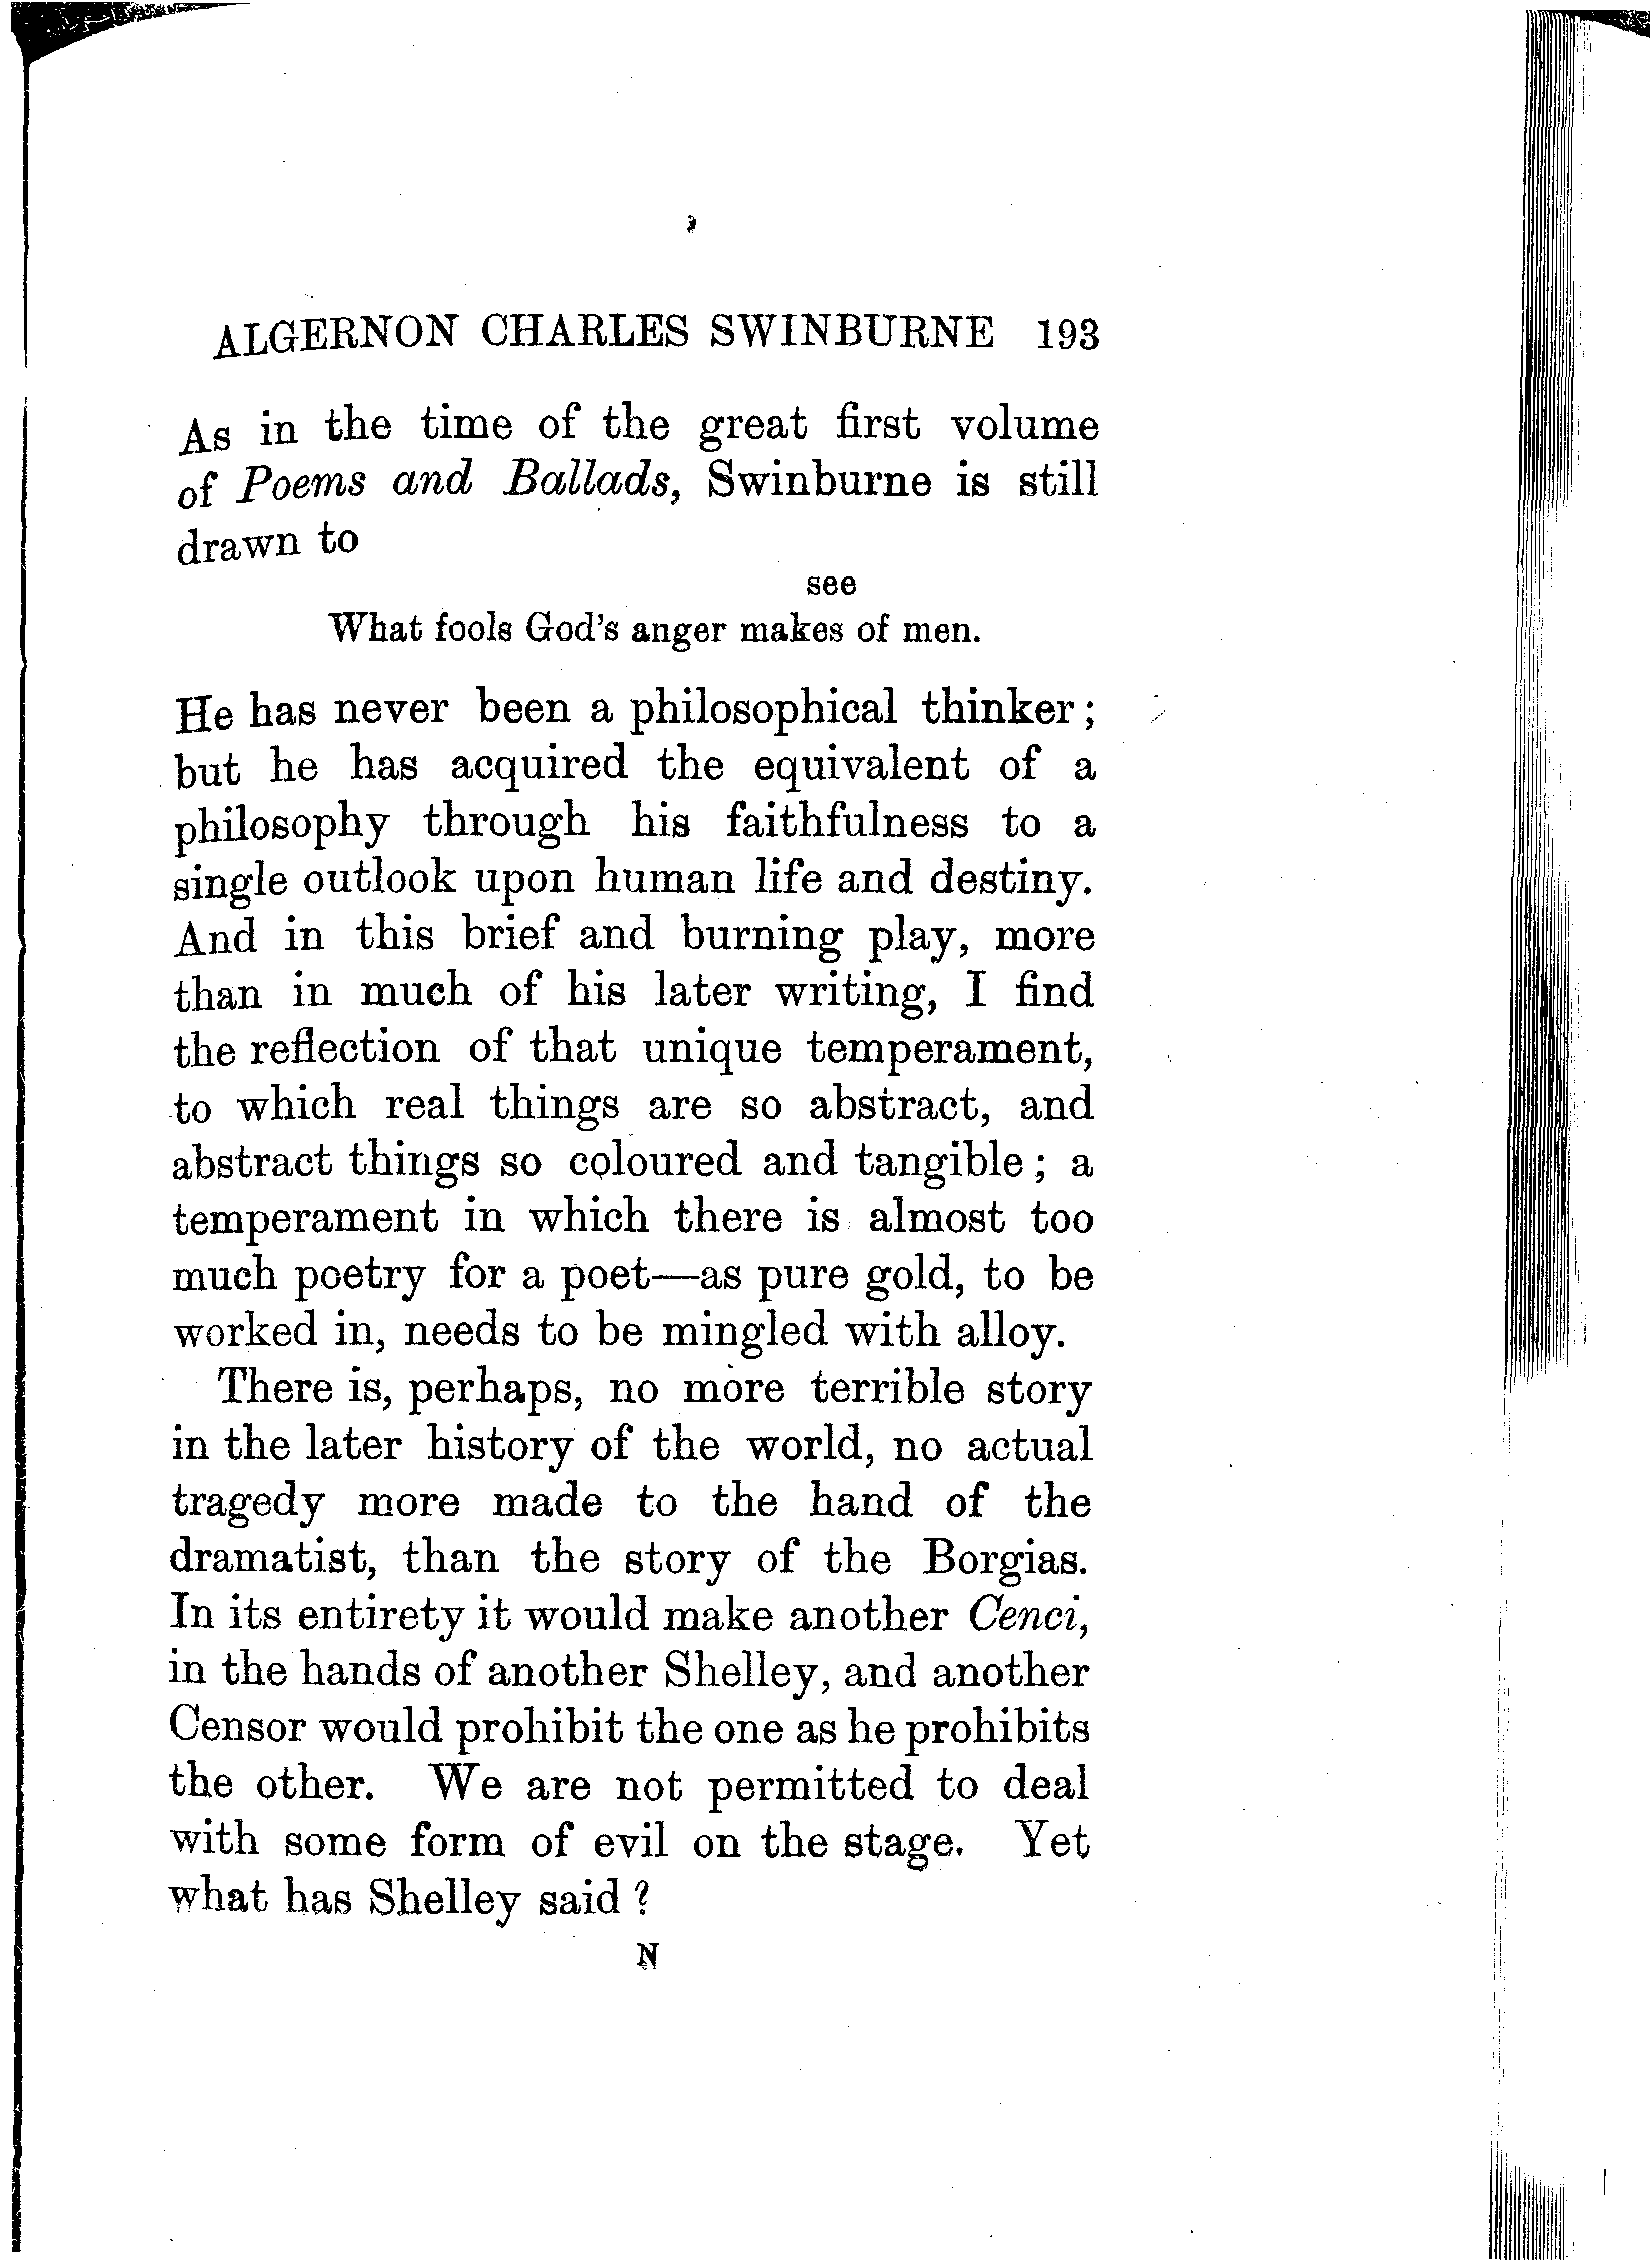 ALGERNON CHARLES SWINBURNE 193
As in the time of the great first volume
of Poems and Ballads, Swinburne is still
drawn to
see
What fools God's anger makes of men.
He has never been a philosophical thinker;
but he has acquired the equivalent of a
philosophy through his faithfulness to a
single outlook upon human life and destiny.
And in this brief and burning play, more
than in much of his later writing, I find
the reflection of that unique temperament,
to which real things are so abstract, and
abstract things so coloured and tangible; a
temperament in which there is almost too
much poetry for a poet—as pure gold, to be
worked in, needs to be mingled with alloy.
There is, perhaps, no more terrible story
in the later history of the world, no actual
tragedy more made to the hand of the
dramatist, than the story of the Borgias.
In its entirety it would make another Cenci,
in the hands of another Shelley, and another
Censor would prohibit the one as he prohibits
the other. We are not permitted to deal
with some form of evil on the stage. Yet
what has Shelley said?
N